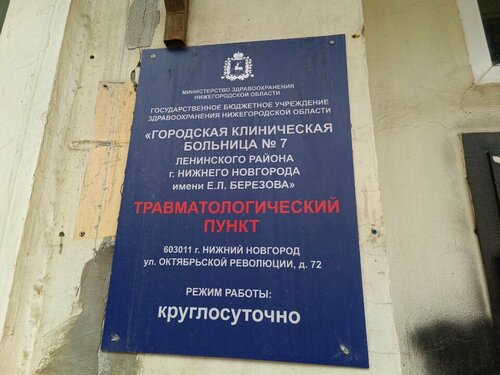 МИНИСТЕРСТВО ЗДРАВООХРАНЕНИЯ
НИЖЕГОРОДСКОЙ ОБЛАСТИ
ГОСУДАРСТВЕННОЕ БЮДЖЕТНОЕ УЧРЕЖДЕНИЕ
ЗДРАВООХРАНЕНИЯ НИЖЕГОРОДСКОЙ ОБЛАСТИ
«ГОРОДСКАЯ КЛИНИЧЕСКАЯ
БОЛЬНИЦА № 7
ЛЕНИНСКОГО РАЙОНА
г. НИЖНЕГО НОВГОРОДА
имени Е.Л. БЕРЕЗОВА»
ТРАВМАТОЛОГИЧЕСКИЙ
ПУНКТ
603011 г. НИЖНИЙ НОВГОРОД
ул. ОКТЯБРЬСКОЙ РЕВОЛЮЦИИ, д. 72
РЕЖИМ РАБОТЫ:
круглосуточно